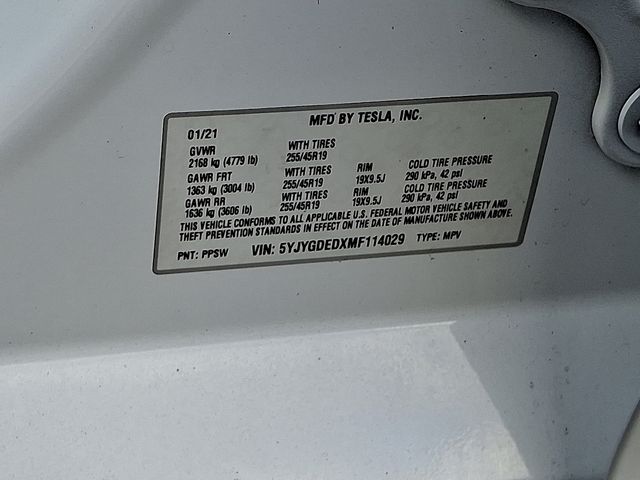 MFD BY TESLA, INC.
01/21
GVWR WITH TIRES
2168 kg (4779 lb) 255/45R19
GAWR FRT WITH TIRES RIM COLD TIRE PRESSURE
1363 kg (3004 lb) 255/45R19 19X9.5J 290 kPa, 42 psi
GAWR RR WITH TIRES RIM COLD TIRE PRESSURE
1636 kg (3606 lb) 255/45R19 19X9.5J 290 kPa, 42 psi
THIS VEHICLE CONFORMS TO ALL APPLICABLE U.S. FEDERAL MOTOR VEHICLE SAFETY AND
THEFT PREVENTION STANDARDS IN EFFECT ON THE DATE OF MANUFACTURE SHOWN ABOVE.
PNT: PPSW VIN: 5YJYGDEDXMF114029 TYPE: MPV